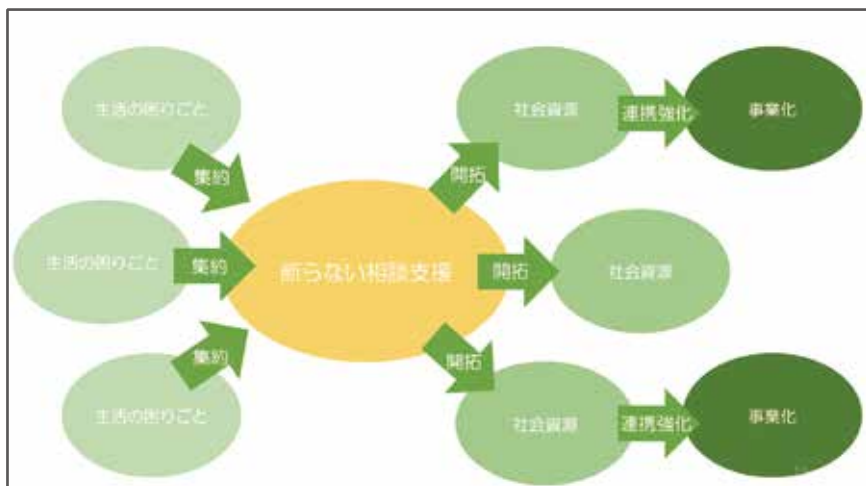 生活の困りごと
集約
生活の困りごと
集約
生活の困りごと
集約
断らない相談支援
開拓
社会資源
連携強化
事業化
開拓
社会資源
開拓
社会資源
連携強化
事業化